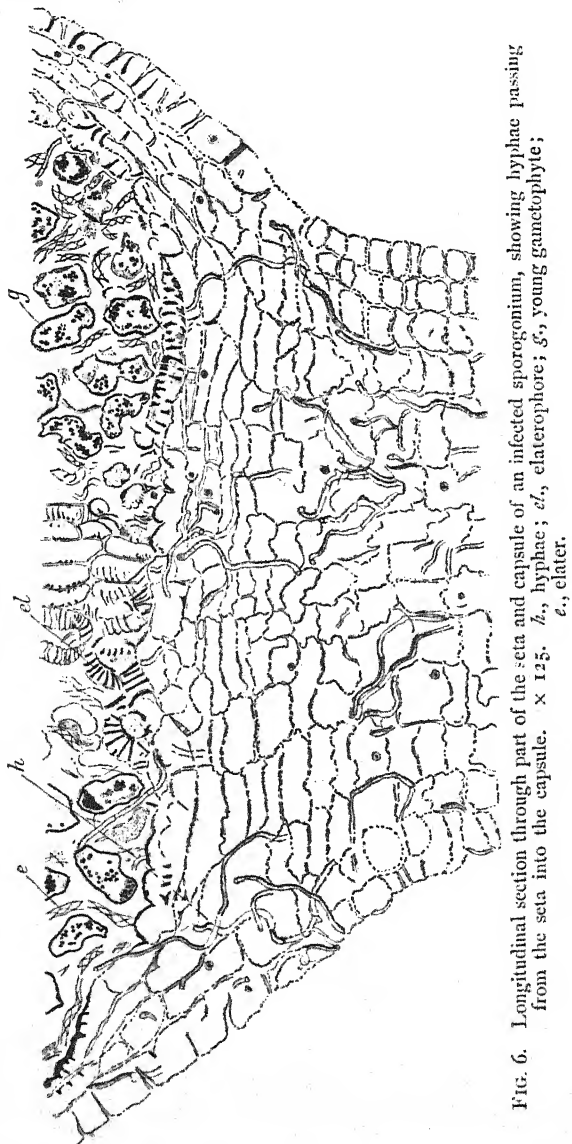 e
h
el
g
FIG. 6. Longitudinal section through part of the seta and capsule of an infected sporogonium, showing hyphae passing
from the seta into the capsule. × 125. h., hyphae; el., elaterophore; g., young gametophyte;
e., elater.